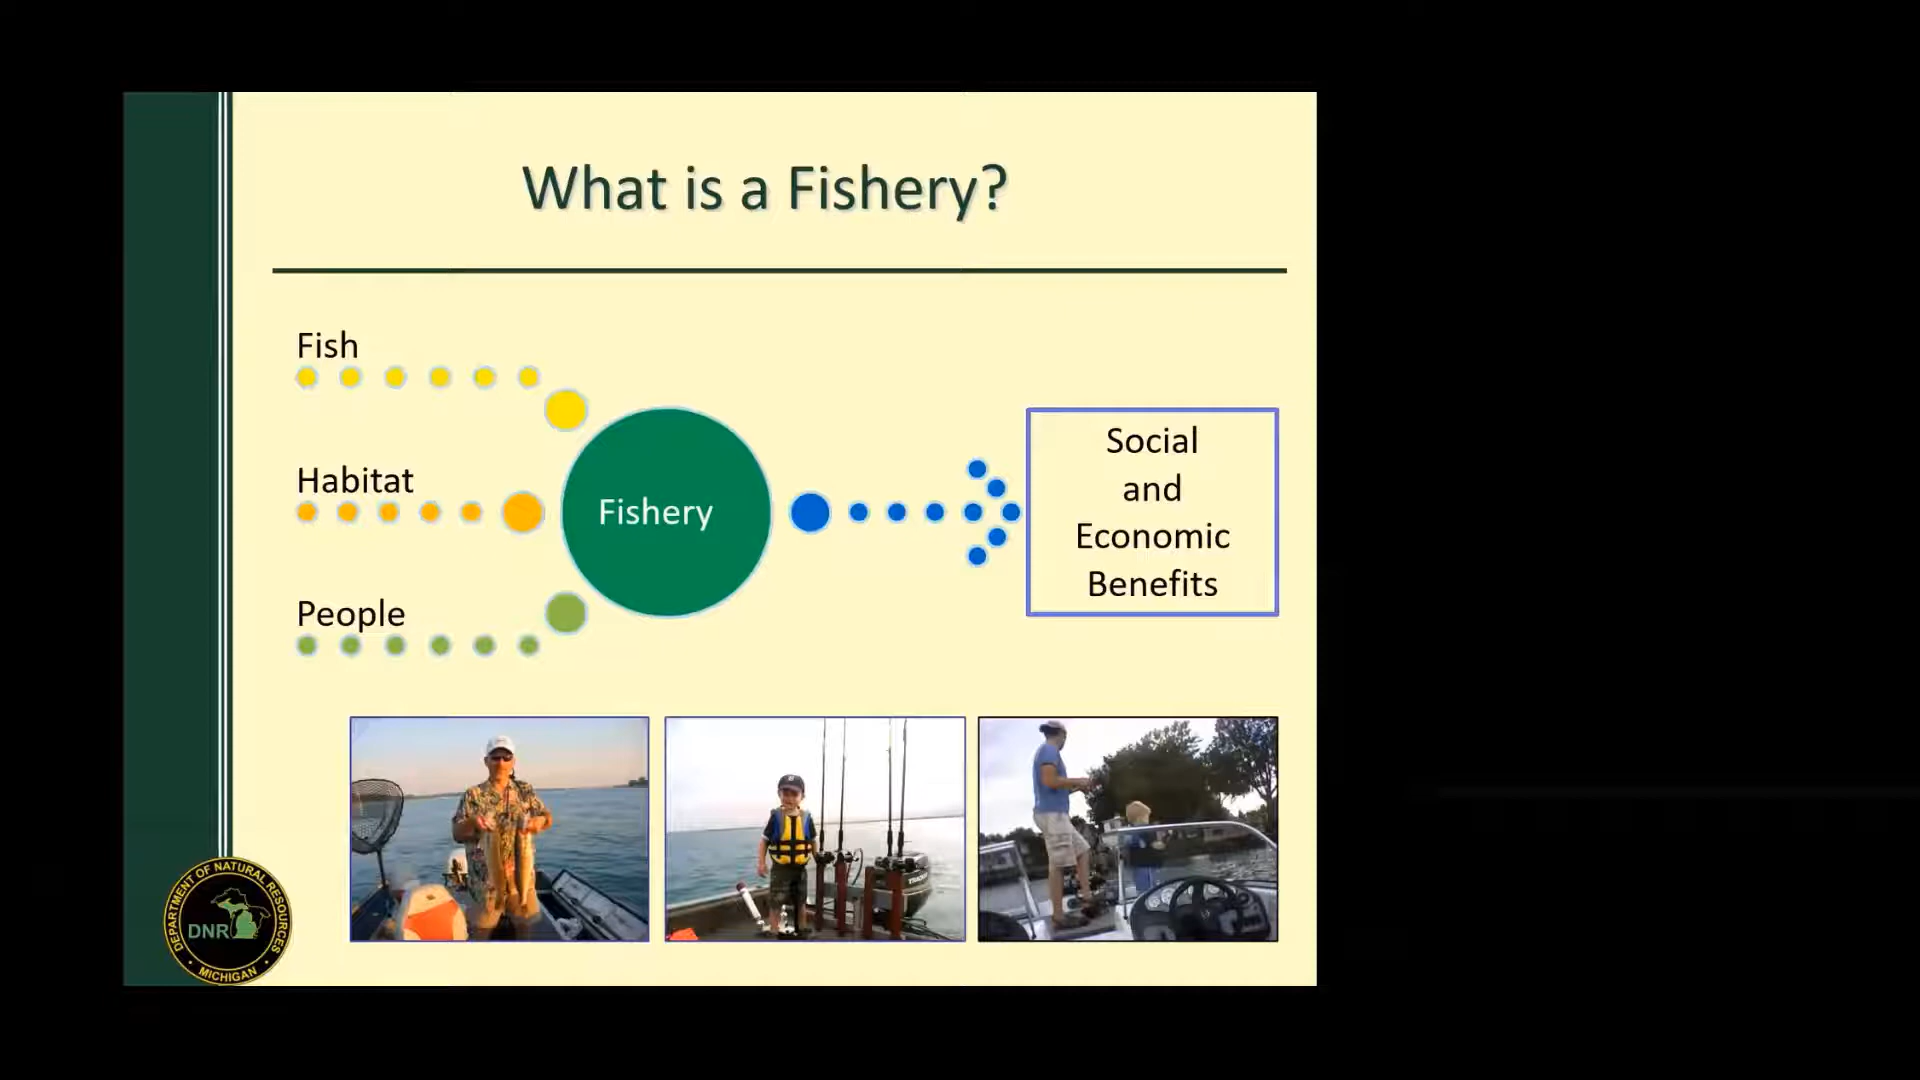 What is a Fishery?
Fish
Habitat
People
Fishery
Social
and
Economic
Benefits
DEPARTMENT OF NATURAL RESOURCES
DNR
MICHIGAN